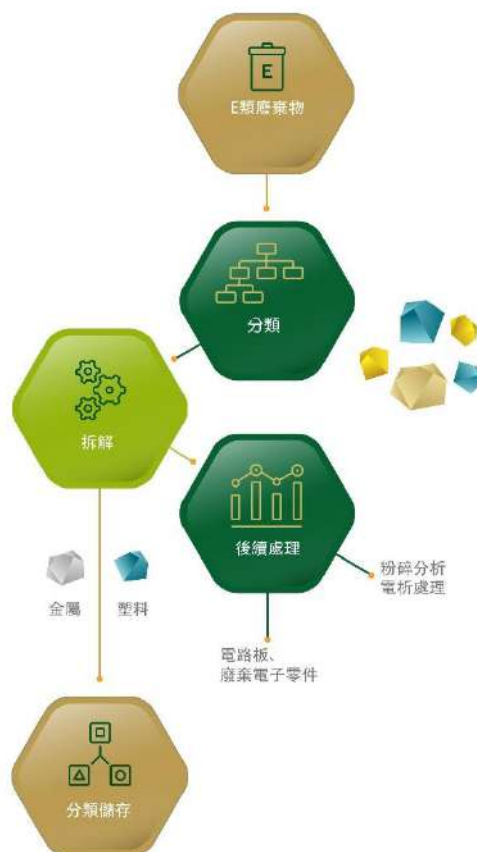 E
E類廢棄物
分類
拆解
後續處理
粉碎分析
電析處理
金屬
塑料
電路板、
廢棄電子零件
分類儲存